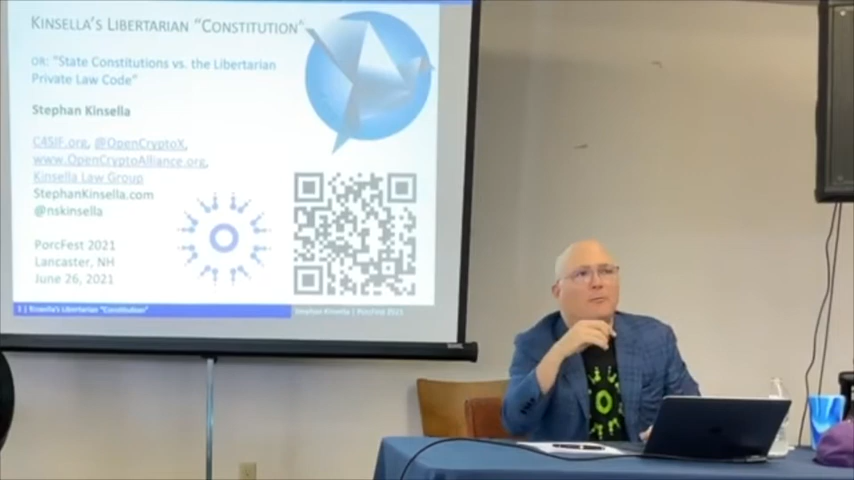 KINSELLA'S LIBERTARIAN "CONSTITUTION"
OR: "State Constitutions vs. the Libertarian
Private Law Code"
Stephan Kinsella
C4SIF.org, @OpenCryptoX,
www.OpenCryptoAlliance.org,
Kinsella Law Group
StephanKinsella.com
@nskinsella
PorcFest 2021
Lancaster, NH
June 26, 2021
1 | Kinsella's Libertarian "Constitution"
Stephan Kinsella | PorcFest 2021